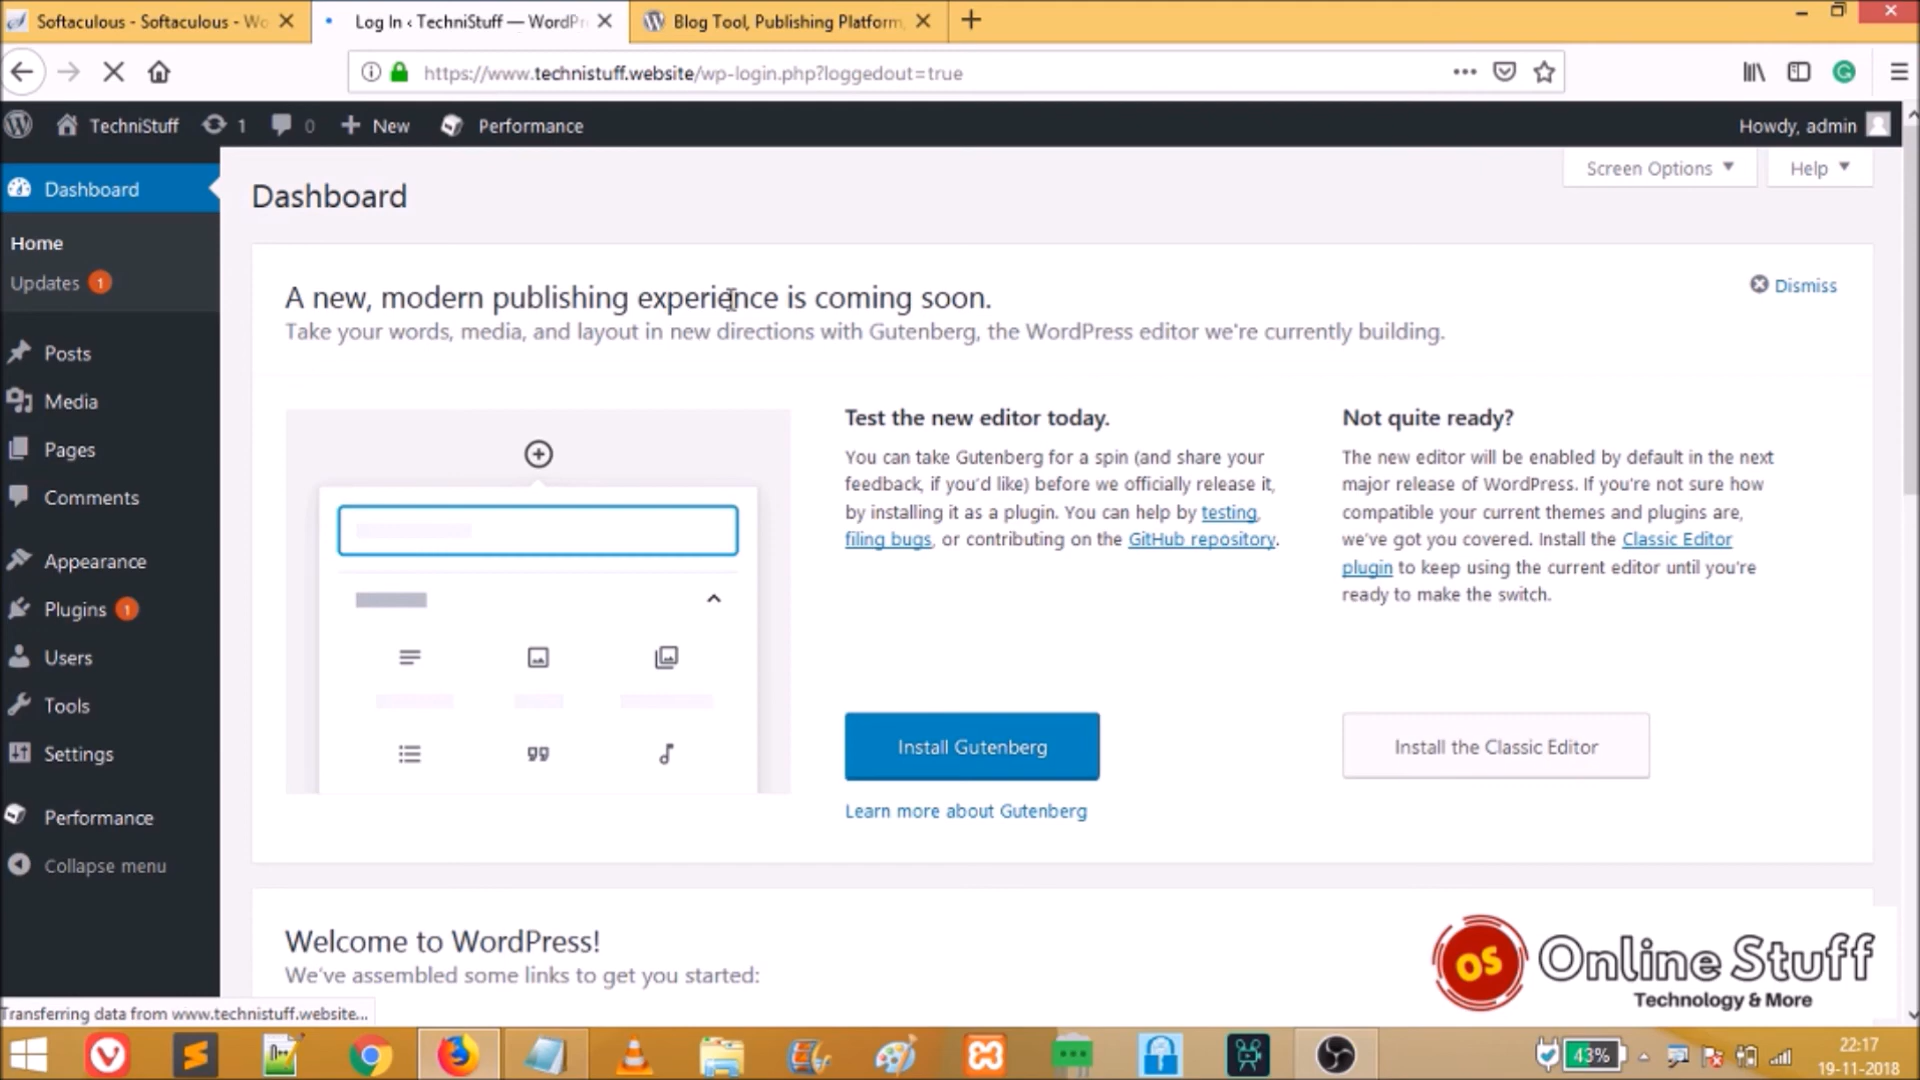 Softaculous - Softaculous - Wo
Log In ‹ TechniStuff — WordPr
Blog Tool, Publishing Platform,
https://www.technistuff.website/wp-login.php?loggedout=true
TechniStuff
1
0
New
Performance
Howdy, admin
Screen Options
Help
Dashboard
Home
Updates 1
Posts
Media
Pages
Comments
Appearance
Plugins 1
Users
Tools
Settings
Performance
Collapse menu
Dashboard
A new, modern publishing experience is coming soon.
Dismiss
Take your words, media, and layout in new directions with Gutenberg, the WordPress editor we're currently building.
Test the new editor today.
You can take Gutenberg for a spin (and share your
feedback, if you'd like) before we officially release it,
by installing it as a plugin. You can help by testing,
filing bugs, or contributing on the GitHub repository.
Install Gutenberg
Learn more about Gutenberg
Not quite ready?
The new editor will be enabled by default in the next
major release of WordPress. If you're not sure how
compatible your current themes and plugins are,
we've got you covered. Install the Classic Editor
plugin to keep using the current editor until you're
ready to make the switch.
Install the Classic Editor
Welcome to WordPress!
We've assembled some links to get you started:
OS
Online Stuff
Technology & More
Transferring data from www.technistuff.website...
43%
22:17
19-11-2018